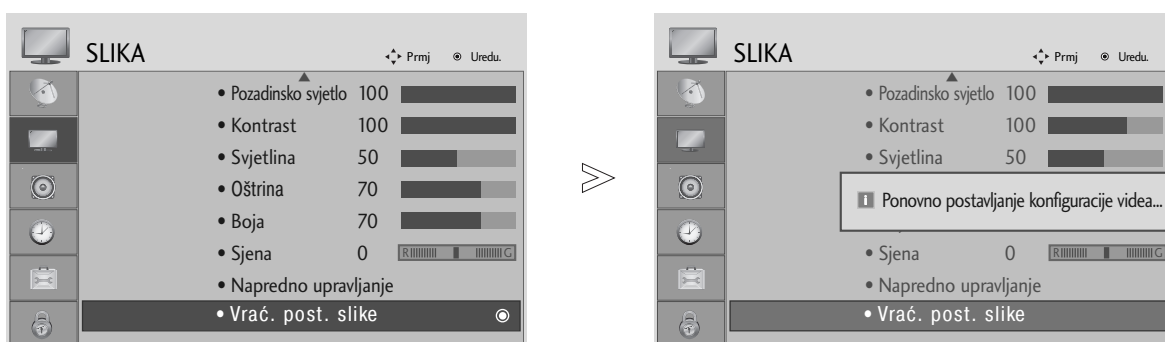 SLIKA Prmj Uredu.
• Pozadinsko svjetlo 100
• Kontrast 100
• Svjetlina 50
• Oštrina 70
• Boja 70
• Sjena 0 R G
• Napredno upravljanje
• Vrać. post. slike
SLIKA Prmj Uredu.
• Pozadinsko svjetlo 100
• Kontrast 100
• Svjetlina 50
i Ponovno postavljanje konfiguracije videa...
• Sjena 0 R G
• Napredno upravljanje
• Vrać. post. slike